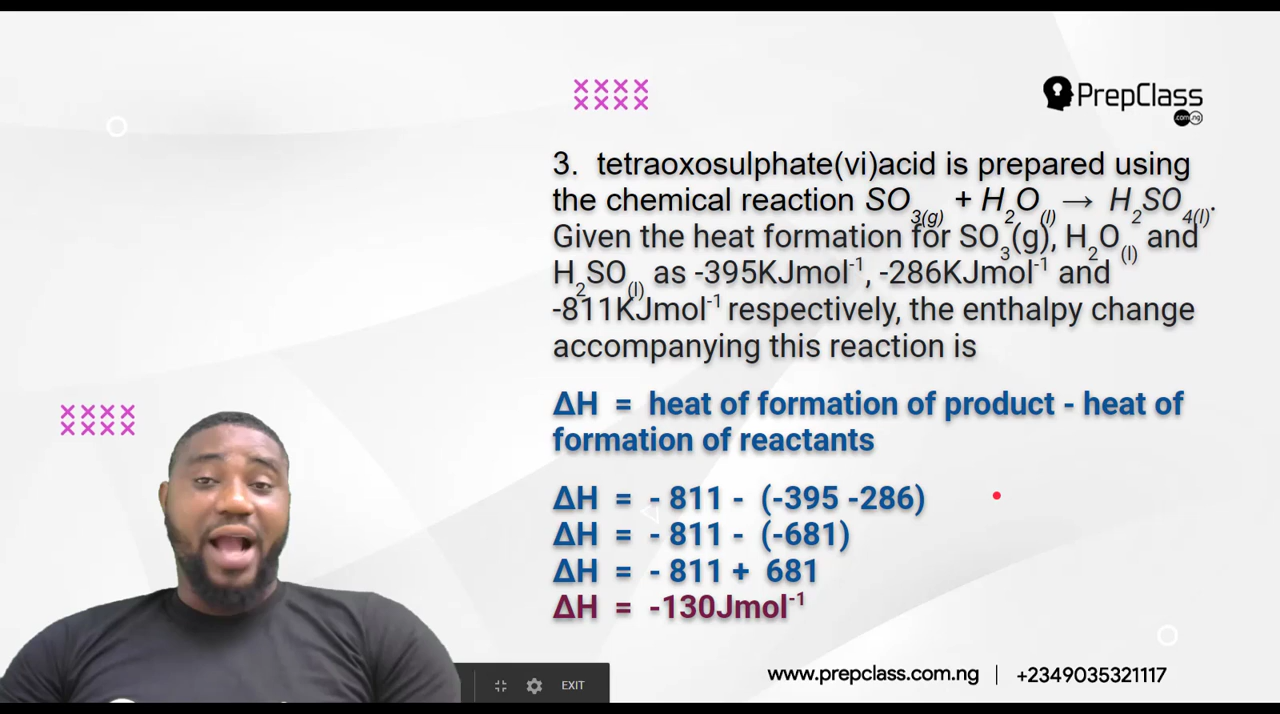 PrepClass
.com.ng
3. tetraoxosulphate(vi)acid is prepared using
the chemical reaction SO3(g) + H2O(l) → H2SO4(l).
Given the heat formation for SO3(g), H2O(l) and
H2SO(l) as -395KJmol-1, -286KJmol-1 and
-811KJmol-1 respectively, the enthalpy change
accompanying this reaction is
ΔH = heat of formation of product - heat of
formation of reactants
ΔH = - 811 - (-395 -286)
ΔH = - 811 - (-681)
ΔH = - 811 + 681
ΔH = -130Jmol-1
EXIT
www.prepclass.com.ng | +2349035321117